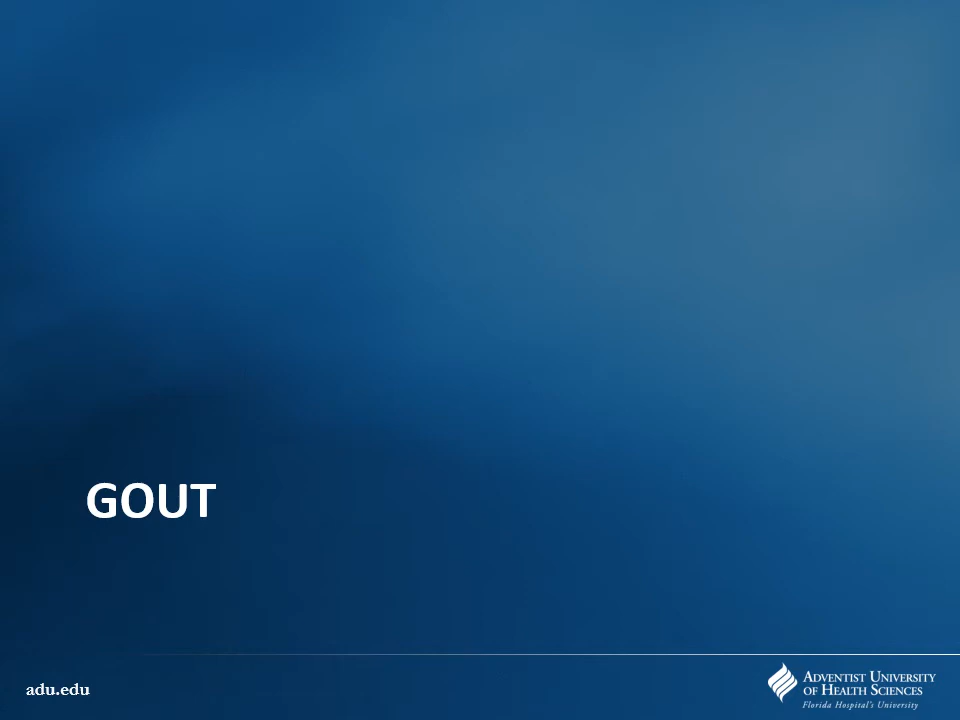 GOUT
adu.edu
ADVENTIST UNIVERSITY
OF HEALTH SCIENCES
Florida Hospital's University